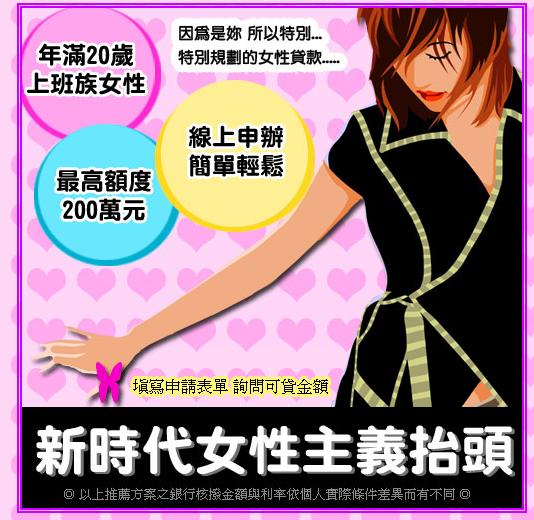 因為是妳 所以特別...
特別規劃的女性貸款.....
年滿20歲
上班族女性
線上申辦
簡單輕鬆
最高額度
200萬元
填寫申請表單 詢問可貸金額
新時代女性主義抬頭
◎ 以上推薦方案之銀行核撥金額與利率依個人實際條件差異而有不同 ◎